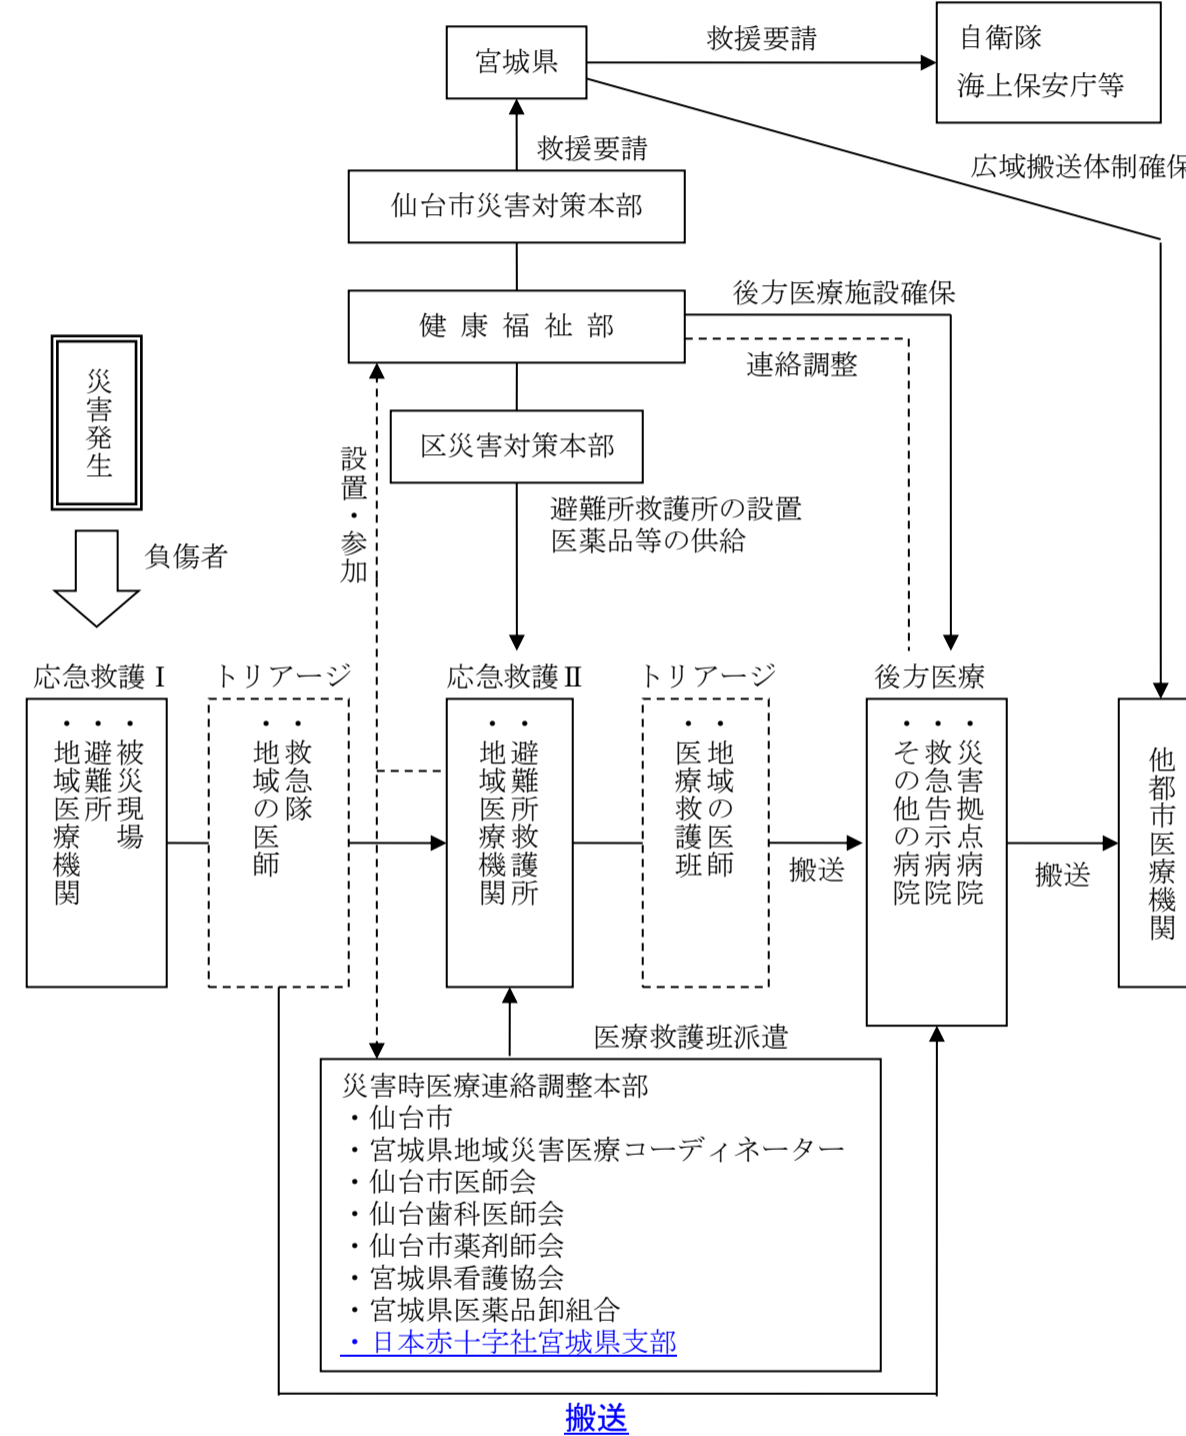 宮城県
救援要請
自衛隊
海上保安庁等
救援要請
広域搬送体制確保
仙台市災害対策本部
後方医療施設確保
健康福祉部
連絡調整
災害発生
区災害対策本部
設置・参加
避難所救護所の設置
医薬品等の供給
負傷者
応急救護Ⅰ
トリアージ
応急救護Ⅱ
トリアージ
後方医療
・被災現場
・避難所
・地域医療機関
・救急隊
・地域の医師
・避難所救護所
・地域医療機関
・地域の医師
・医療救護班
搬送
・災害拠点病院
・救急告示病院
・その他の病院
搬送
他都市医療機関
医療救護班派遣
災害時医療連絡調整本部
・仙台市
・宮城県地域災害医療コーディネーター
・仙台市医師会
・仙台歯科医師会
・仙台市薬剤師会
・宮城県看護協会
・宮城県医薬品卸組合
・日本赤十字社宮城県支部
搬送